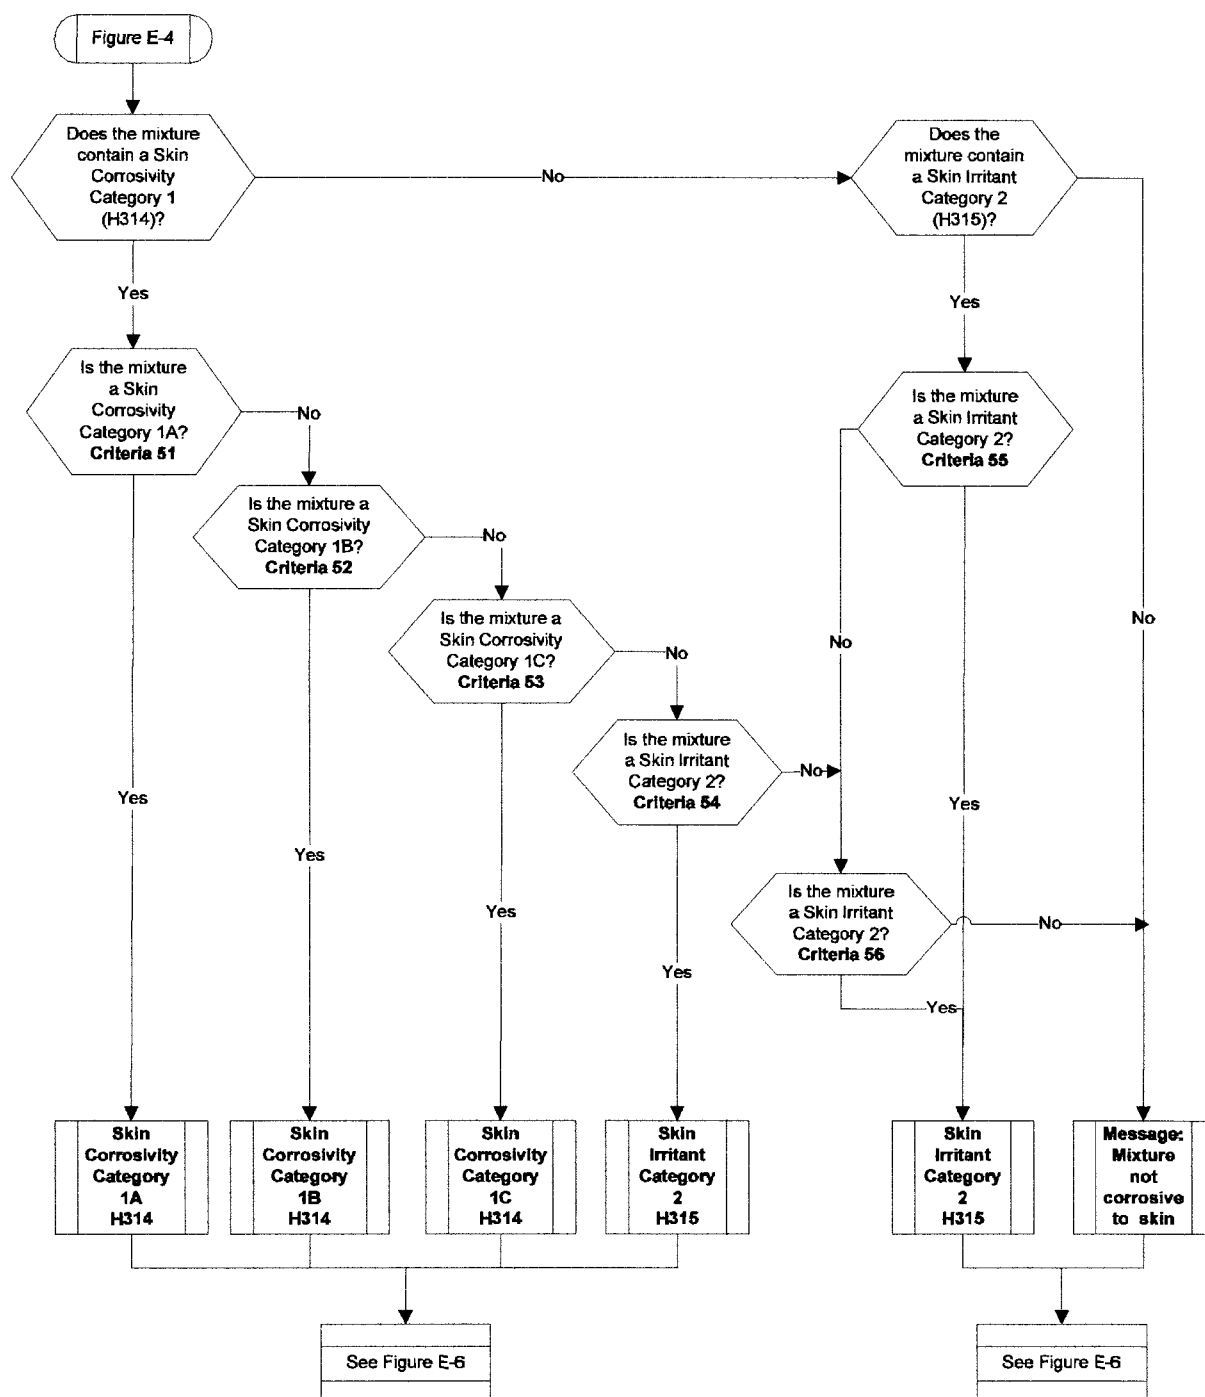 Figure E-4
Does the mixture
contain a Skin
Corrosivity
Category 1
(H314)?
No
Does the
mixture contain
a Skin Irritant
Category 2
(H315)?
Yes
Yes
Is the mixture
a Skin
Corrosivity
Category 1A?
Criteria 51
No
Is the mixture
a Skin Irritant
Category 2?
Criteria 55
Is the mixture a
Skin Corrosivity
Category 1B?
Criteria 52
No
Is the mixture a
Skin Corrosivity
Category 1C?
Criteria 53
No
No
No
Is the mixture
a Skin Irritant
Category 2?
Criteria 54
No
Yes
Yes
Yes
Yes
Is the mixture
a Skin Irritant
Category 2?
Criteria 56
No
Yes
Yes
Skin
Corrosivity
Category
1A
H314
Skin
Corrosivity
Category
1B
H314
Skin
Corrosivity
Category
1C
H314
Skin
Irritant
Category
2
H315
Skin
Irritant
Category
2
H315
Message:
Mixture
not
corrosive
to skin
See Figure E-6
See Figure E-6